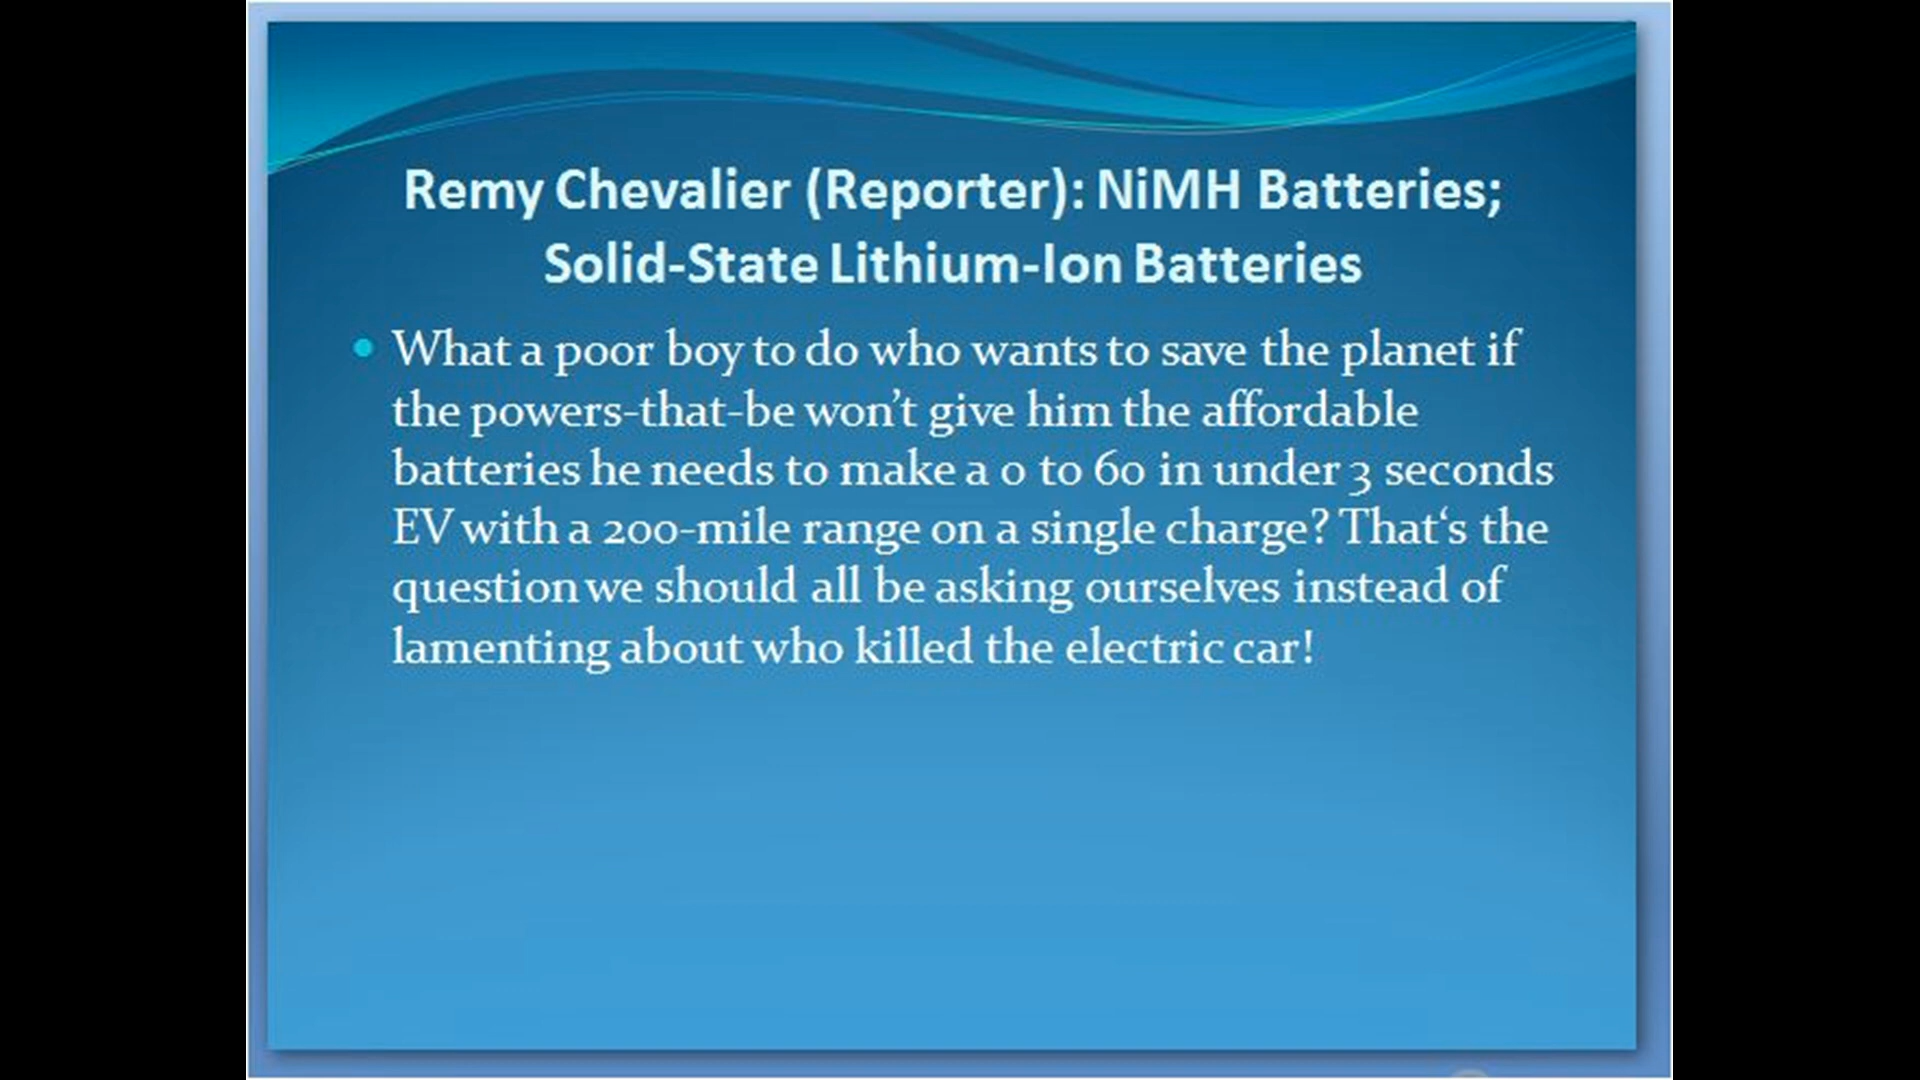 Remy Chevalier (Reporter): NiMH Batteries;
Solid-State Lithium-Ion Batteries
• What a poor boy to do who wants to save the planet if
the powers-that-be won’t give him the affordable
batteries he needs to make a 0 to 60 in under 3 seconds
EV with a 200-mile range on a single charge? That‘s the
question we should all be asking ourselves instead of
lamenting about who killed the electric car!